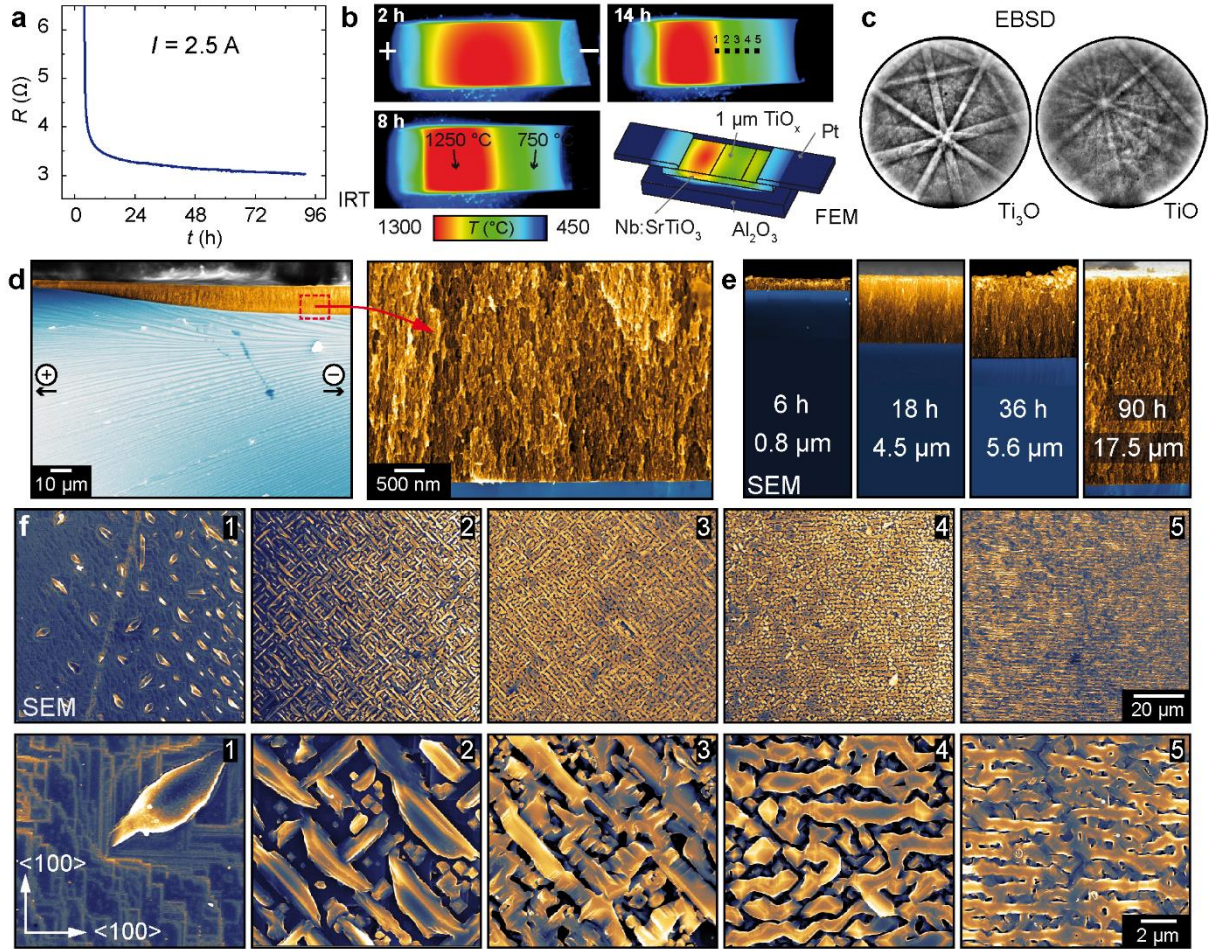 a
I = 2.5 A
R (Ω)
6
5
4
3
0 24 48 72 96
t (h)
b
2 h
+
−
14 h
1 2 3 4 5
8 h
1250 °C
750 °C
IRT
1300 T (°C) 450
1 µm TiOₓ
Pt
Nb:SrTiO₃
Al₂O₃
FEM
c
EBSD
Ti₃O
TiO
d
+
−
10 µm
500 nm
e
6 h
0.8 µm
SEM
18 h
4.5 µm
36 h
5.6 µm
90 h
17.5 µm
f
1
2
3
4
5
SEM
20 µm
1
2
3
4
5
<100>
<100>
2 µm